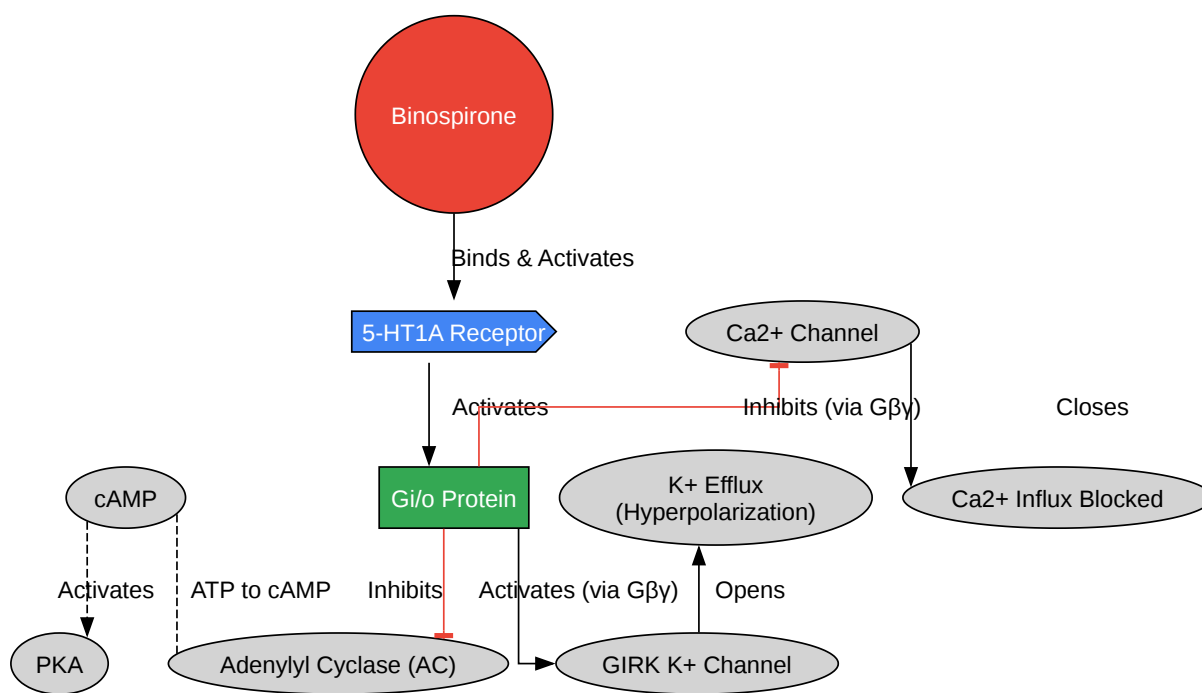 Binospirone
Binds & Activates
5-HT1A Receptor
Ca2+ Channel
Activates
Inhibits (via Gβγ)
Closes
cAMP
Gi/o Protein
K+ Efflux
(Hyperpolarization)
Ca2+ Influx Blocked
Activates
ATP to cAMP
Inhibits
Activates (via Gβγ)
Opens
PKA
Adenylyl Cyclase (AC)
GIRK K+ Channel